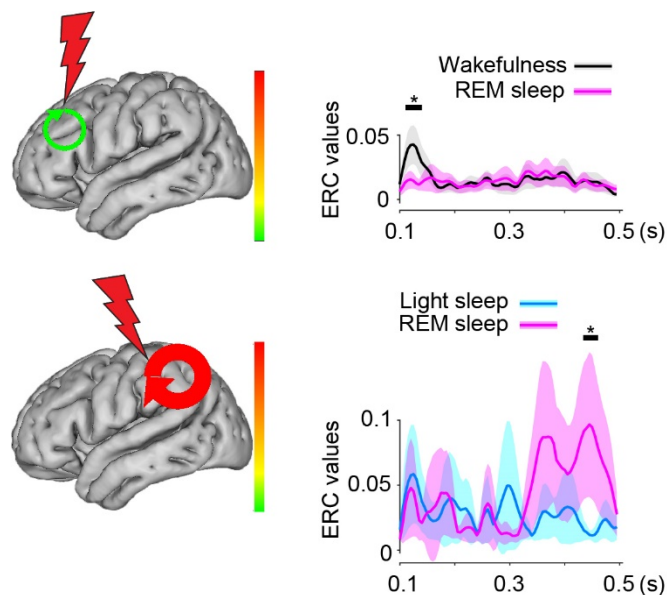 Wakefulness
REM sleep
*
0.05
0
ERC values
0.1 0.3 0.5 (s)
Light sleep
REM sleep
*
0.1
0.05
0
ERC values
0.1 0.3 0.5 (s)